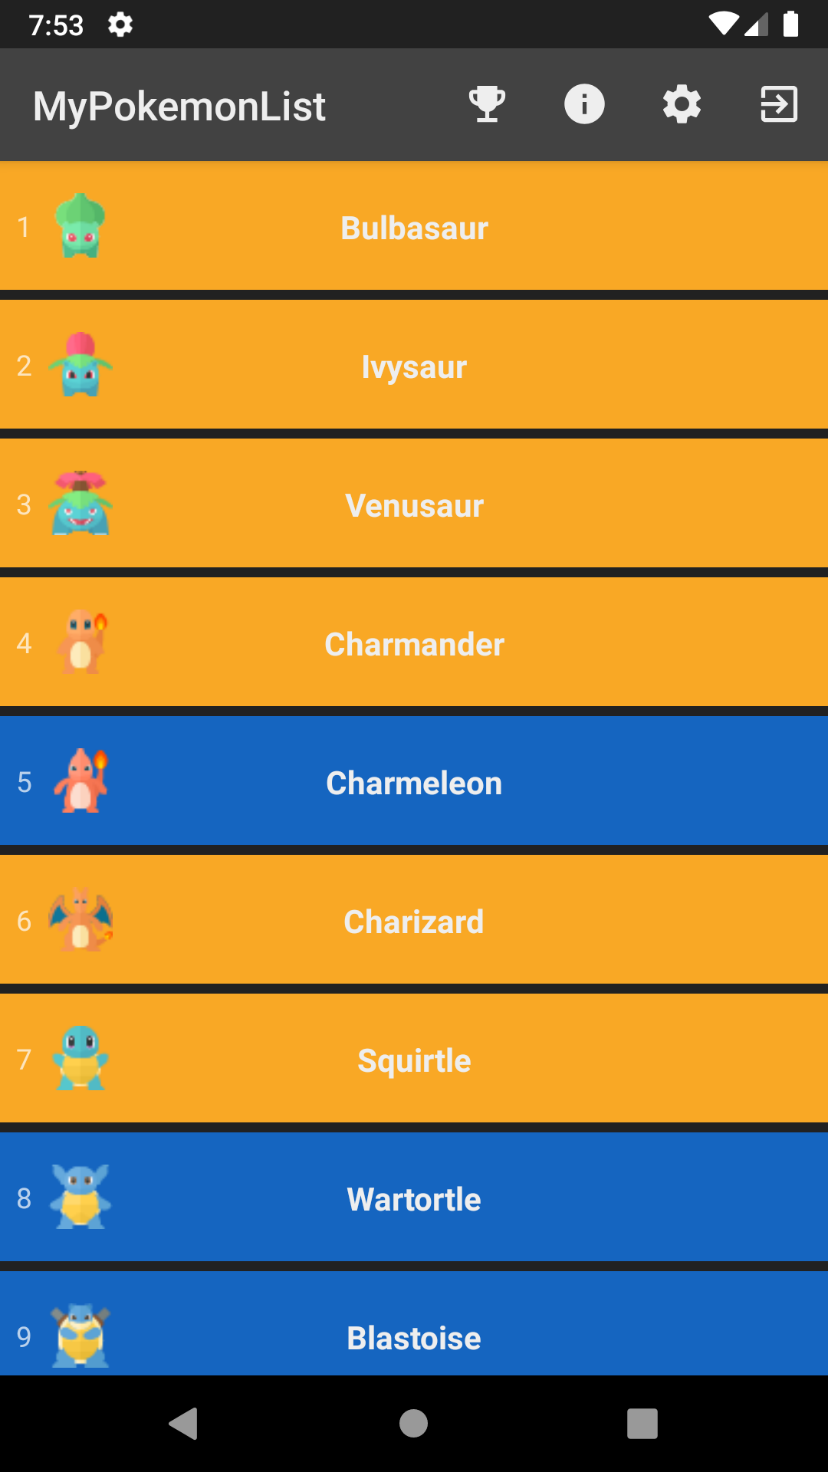 7:53
MyPokemonList
1 Bulbasaur
2 Ivysaur
3 Venusaur
4 Charmander
5 Charmeleon
6 Charizard
7 Squirtle
8 Wartortle
9 Blastoise